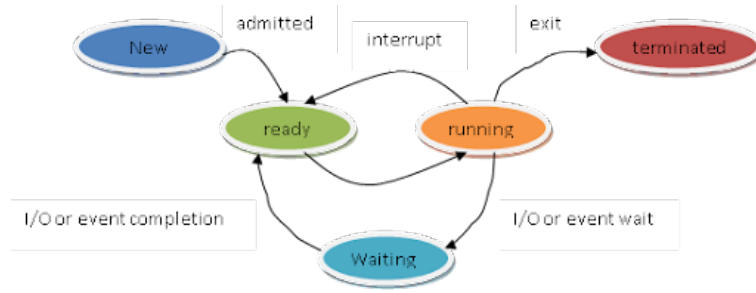 New
admitted
interrupt
exit
terminated
ready
running
I/O or event completion
I/O or event wait
Waiting